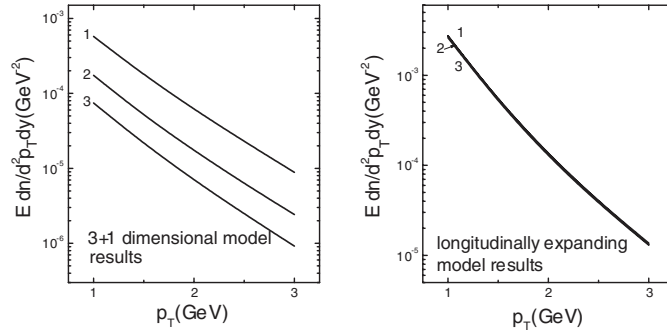 10⁻³
10⁻⁴
10⁻⁵
10⁻⁶
E dn/d²p_T dy(GeV⁻²)
1
2
3
3+1 dimensional model
results
1
2
3
p_T(GeV)
10⁻³
10⁻⁴
10⁻⁵
E dn/d²p_T dy(GeV⁻²)
1
2
3
longitudinally expanding
model results
1
2
3
p_T(GeV)